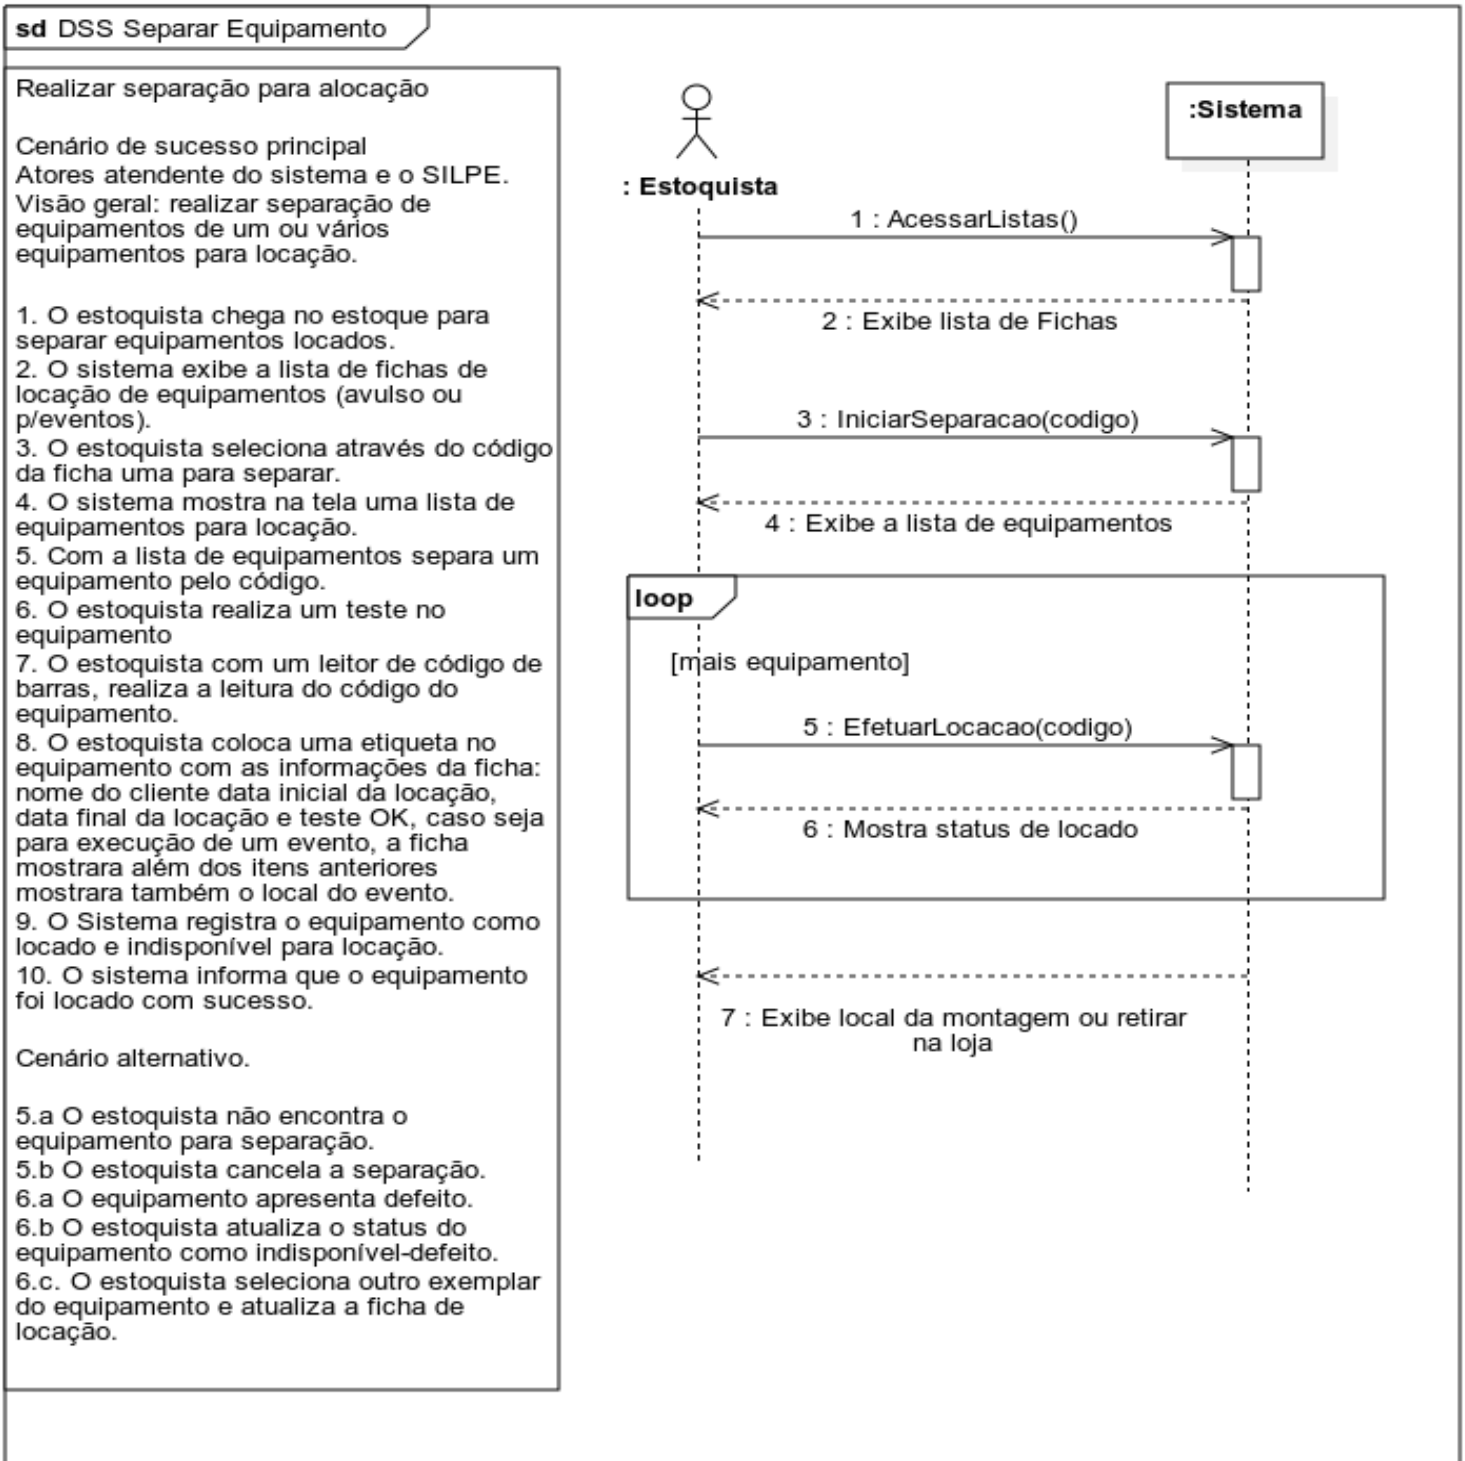 sd DSS Separar Equipamento
Realizar separação para alocação
Cenário de sucesso principal
Atores atendente do sistema e o SILPE.
Visão geral: realizar separação de
equipamentos de um ou vários
equipamentos para locação.
1. O estoquista chega no estoque para
separar equipamentos locados.
2. O sistema exibe a lista de fichas de
locação de equipamentos (avulso ou
p/eventos).
3. O estoquista seleciona através do código
da ficha uma para separar.
4. O sistema mostra na tela uma lista de
equipamentos para locação.
5. Com a lista de equipamentos separa um
equipamento pelo código.
6. O estoquista realiza um teste no
equipamento
7. O estoquista com um leitor de código de
barras, realiza a leitura do código do
equipamento.
8. O estoquista coloca uma etiqueta no
equipamento com as informações da ficha:
nome do cliente data inicial da locação,
data final da locação e teste OK, caso seja
para execução de um evento, a ficha
mostrara além dos itens anteriores
mostrara também o local do evento.
9. O Sistema registra o equipamento como
locado e indisponível para locação.
10. O sistema informa que o equipamento
foi locado com sucesso.
Cenário alternativo.
5.a O estoquista não encontra o
equipamento para separação.
5.b O estoquista cancela a separação.
6.a O equipamento apresenta defeito.
6.b O estoquista atualiza o status do
equipamento como indisponível-defeito.
6.c. O estoquista seleciona outro exemplar
do equipamento e atualiza a ficha de
locação.
: Estoquista
:Sistema
1 : AcessarListas()
2 : Exibe lista de Fichas
3 : IniciarSeparacao(codigo)
4 : Exibe a lista de equipamentos
loop
[mais equipamento]
5 : EfetuarLocacao(codigo)
6 : Mostra status de locado
7 : Exibe local da montagem ou retirar
na loja